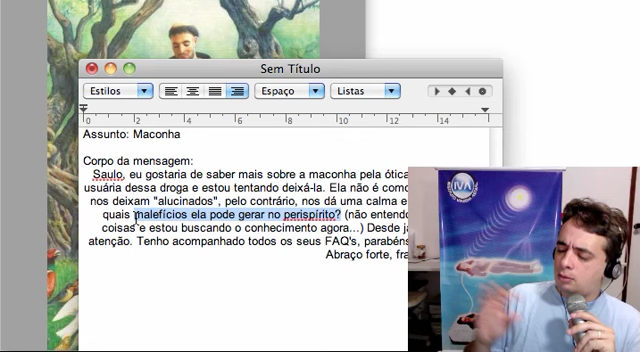 Sem Título
Estilos
Espaço
Listas
0 2 4 6 8 10 12 14
Assunto: Maconha
Corpo da mensagem:
Saulo, eu gostaria de saber mais sobre a maconha pela ótica
usuária dessa droga e estou tentando deixá-la. Ela não é como
nos deixam "alucinados", pelo contrário, nos dá uma calma e
quais malefícios ela pode gerar no perispírito? (não entendo
coisas e estou buscando o conhecimento agora...) Desde já
atenção. Tenho acompanhado todos os seus FAQ's, parabéns
Abraço forte,
IVA